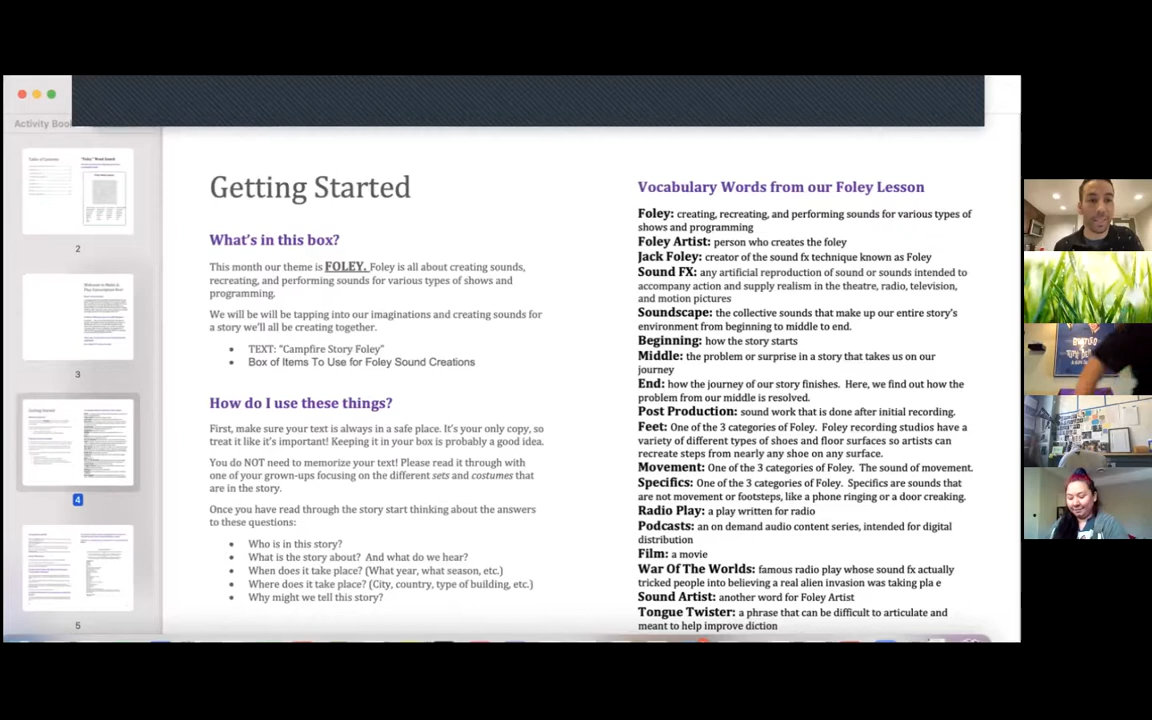 Activity Boo
2
3
4
5
Getting Started
What's in this box?
This month our theme is FOLEY. Foley is all about creating sounds,
recreating, and performing sounds for various types of shows and
programming.
We will be will be tapping into our imaginations and creating sounds for
a story we'll all be creating together.
• TEXT: "Campfire Story Foley"
• Box of Items To Use for Foley Sound Creations
How do I use these things?
First, make sure your text is always in a safe place. It's your only copy, so
treat it like it's important! Keeping it in your box is probably a good idea.
You do NOT need to memorize your text! Please read it through with
one of your grown-ups focusing on the different sets and costumes that
are in the story.
Once you have read through the story start thinking about the answers
to these questions:
• Who is in this story?
• What is the story about? And what do we hear?
• When does it take place? (What year, what season, etc.)
• Where does it take place? (City, country, type of building, etc.)
• Why might we tell this story?
Vocabulary Words from our Foley Lesson
Foley: creating, recreating, and performing sounds for various types of
shows and programming
Foley Artist: person who creates the foley
Jack Foley: creator of the sound fx technique known as Foley
Sound FX: any artificial reproduction of sound or sounds intended to
accompany action and supply realism in the theatre, radio, television,
and motion pictures
Soundscape: the collective sounds that make up our entire story's
environment from beginning to middle to end.
Beginning: how the story starts
Middle: the problem or surprise in a story that takes us on our
journey
End: how the journey of our story finishes. Here, we find out how the
problem from our middle is resolved.
Post Production: sound work that is done after initial recording.
Feet: One of the 3 categories of Foley. Foley recording studios have a
variety of different types of shoes and floor surfaces so artists can
recreate steps from nearly any shoe on any surface.
Movement: One of the 3 categories of Foley. The sound of movement.
Specifics: One of the 3 categories of Foley. Specifics are sounds that
are not movement or footsteps, like a phone ringing or a door creaking.
Radio Play: a play written for radio
Podcasts: an on demand audio content series, intended for digital
distribution
Film: a movie
War Of The Worlds: famous radio play whose sound fx actually
tricked people into believing a real alien invasion was taking pla e
Sound Artist: another word for Foley Artist
Tongue Twister: a phrase that can be difficult to articulate and
meant to help improve diction